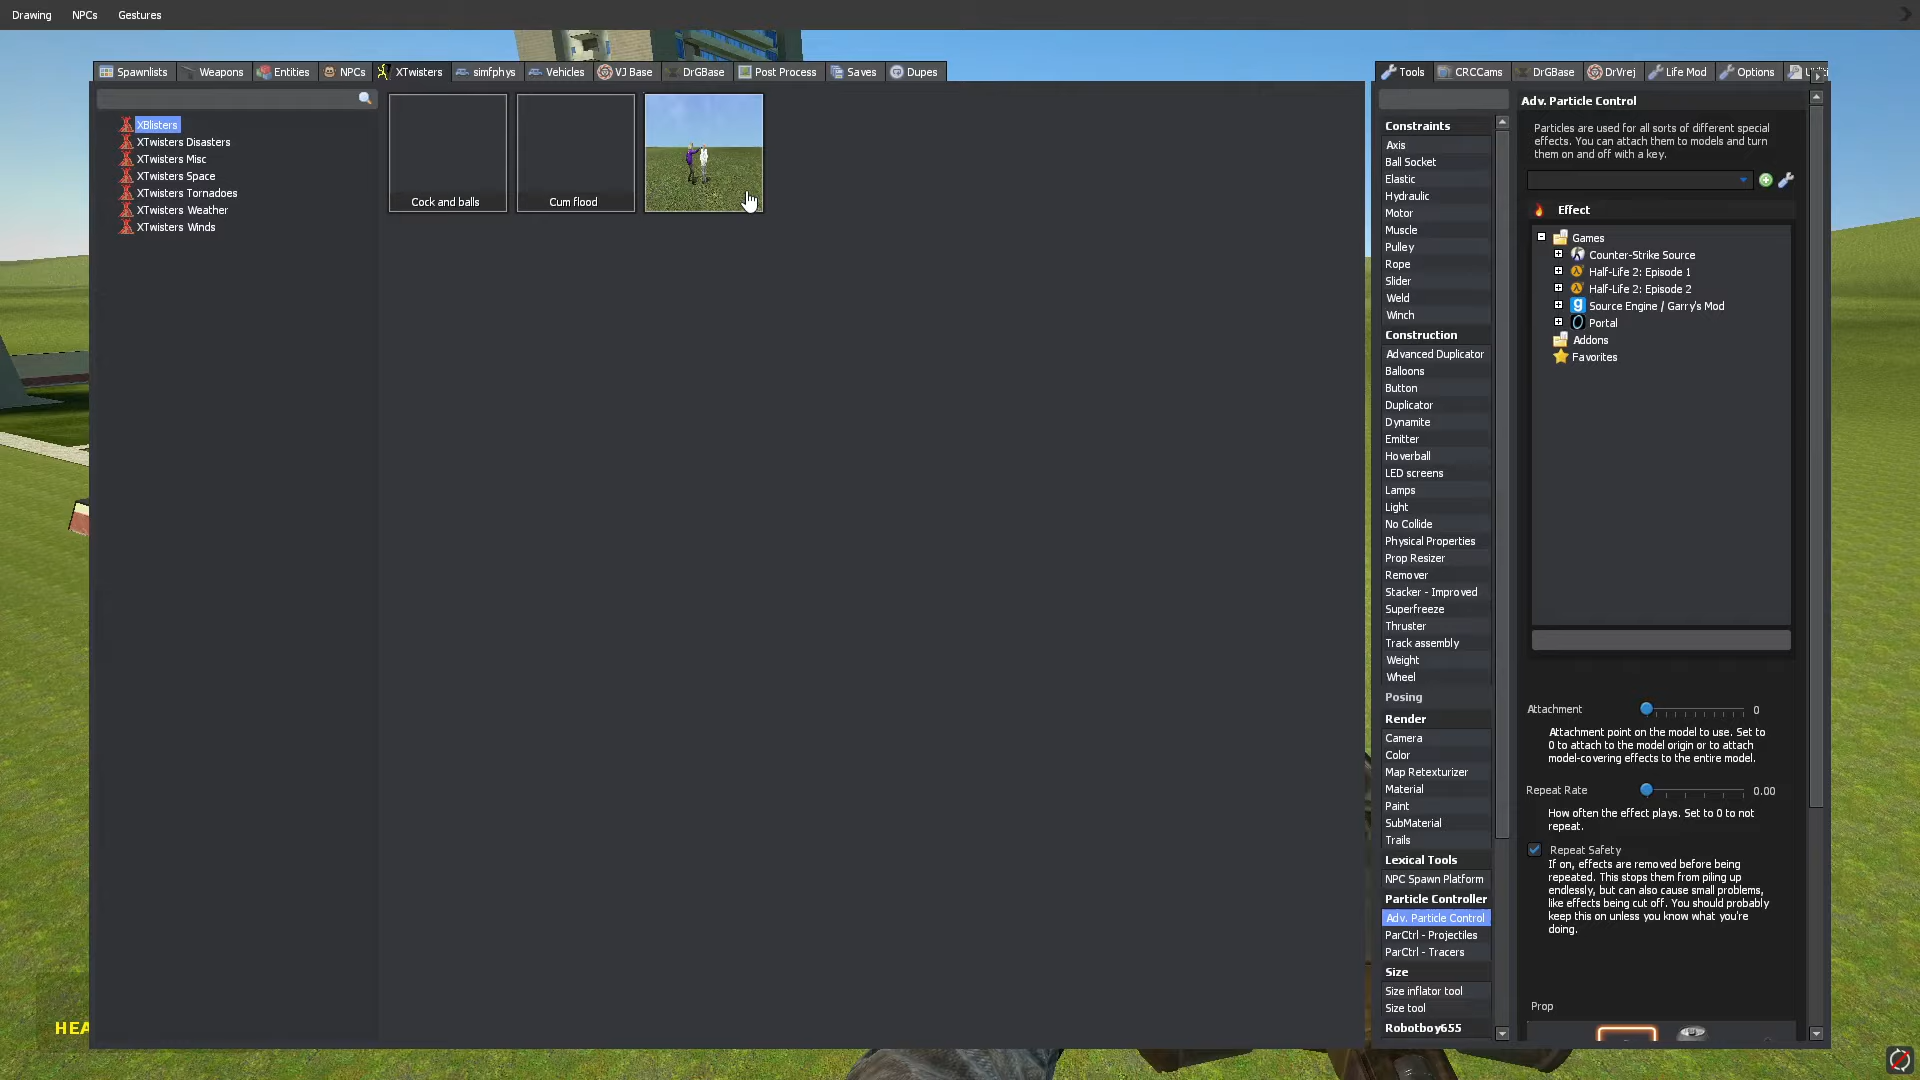 Drawing NPCs Gestures
Spawnlists Weapons Entities NPCs XTwisters simfphys Vehicles VJ Base DrGBase Post Process Saves Dupes
XBlisters
XTwisters Disasters
XTwisters Misc
XTwisters Space
XTwisters Tornadoes
XTwisters Weather
XTwisters Winds
Cock and balls
Cum flood
HEA
Tools CRCCams DrGBase DrVrej Life Mod Options
Constraints
Axis
Ball Socket
Elastic
Hydraulic
Motor
Muscle
Pulley
Rope
Slider
Weld
Winch
Construction
Advanced Duplicator
Balloons
Button
Duplicator
Dynamite
Emitter
Hoverball
LED screens
Lamps
Light
No Collide
Physical Properties
Prop Resizer
Remover
Stacker - Improved
Superfreeze
Thruster
Track assembly
Weight
Wheel
Posing
Render
Camera
Color
Map Retexturizer
Material
Paint
SubMaterial
Trails
Lexical Tools
NPC Spawn Platform
Particle Controller
Adv. Particle Control
ParCtrl - Projectiles
ParCtrl - Tracers
Size
Size inflator tool
Size tool
Robotboy655
Adv. Particle Control
Particles are used for all sorts of different special
effects. You can attach them to models and turn
them on and off with a key.
Effect
Games
Counter-Strike Source
Half-Life 2: Episode 1
Half-Life 2: Episode 2
Source Engine / Garry's Mod
Portal
Addons
Favorites
Attachment 0
Attachment point on the model to use. Set to
0 to attach to the model origin or to attach
model-covering effects to the entire model.
Repeat Rate 0.00
How often the effect plays. Set to 0 to not
repeat.
Repeat Safety
If on, effects are removed before being
repeated. This stops them from piling up
endlessly, but can also cause small problems,
like effects being cut off. You should probably
keep this on unless you know what you're
doing.
Prop